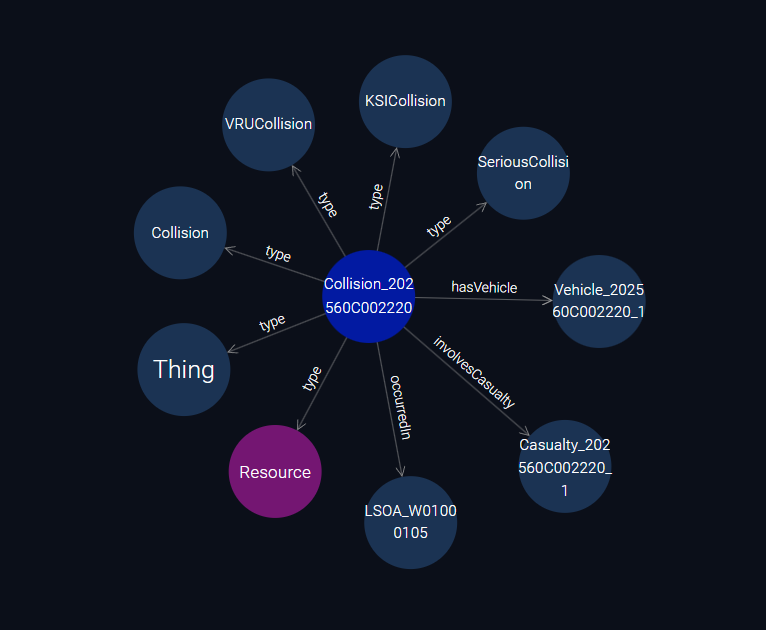 KSICollision
VRUCollision
SeriousCollisi
on
type
type
type
Collision
type
Collision_202
560C002220
hasVehicle
Vehicle_2025
60C002220_1
type
Thing
type
occurredIn
involvesCasualty
Casualty_202
560C002220_
1
Resource
LSOA_W0100
0105